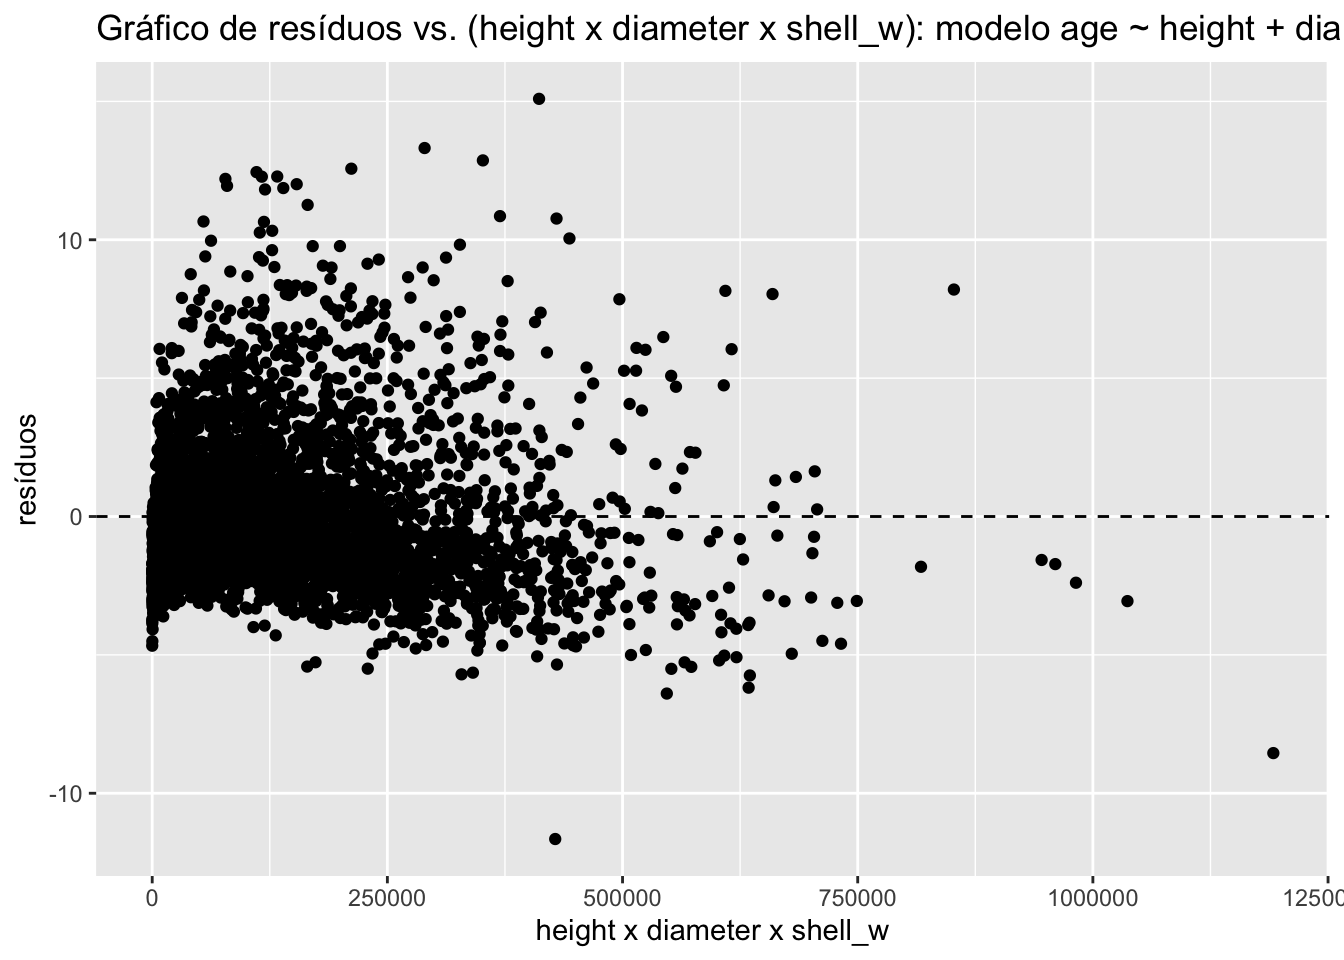 Gráfico de resíduos vs. (height x diameter x shell_w): modelo age ~ height + dia
resíduos
10
0
-10
0 250000 500000 750000 1000000 12500
height x diameter x shell_w